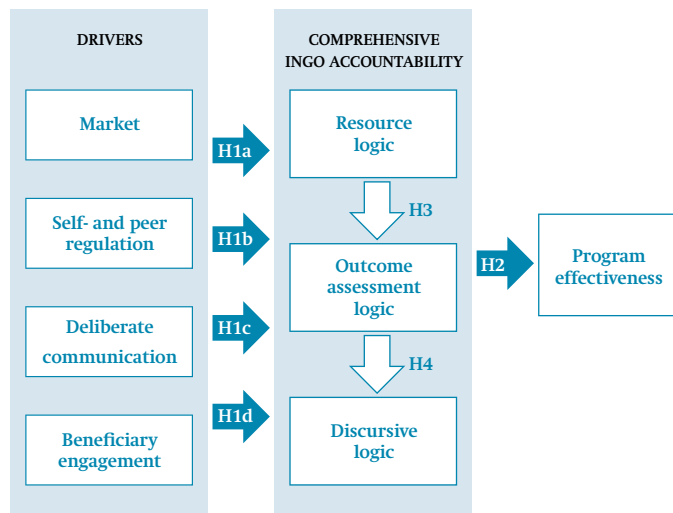 DRIVERS
Market
Self- and peer
regulation
Deliberate
communication
Beneficiary
engagement
H1a
H1b
H1c
H1d
COMPREHENSIVE
INGO ACCOUNTABILITY
Resource
logic
H3
Outcome
assessment
logic
H4
Discursive
logic
H2
Program
effectiveness